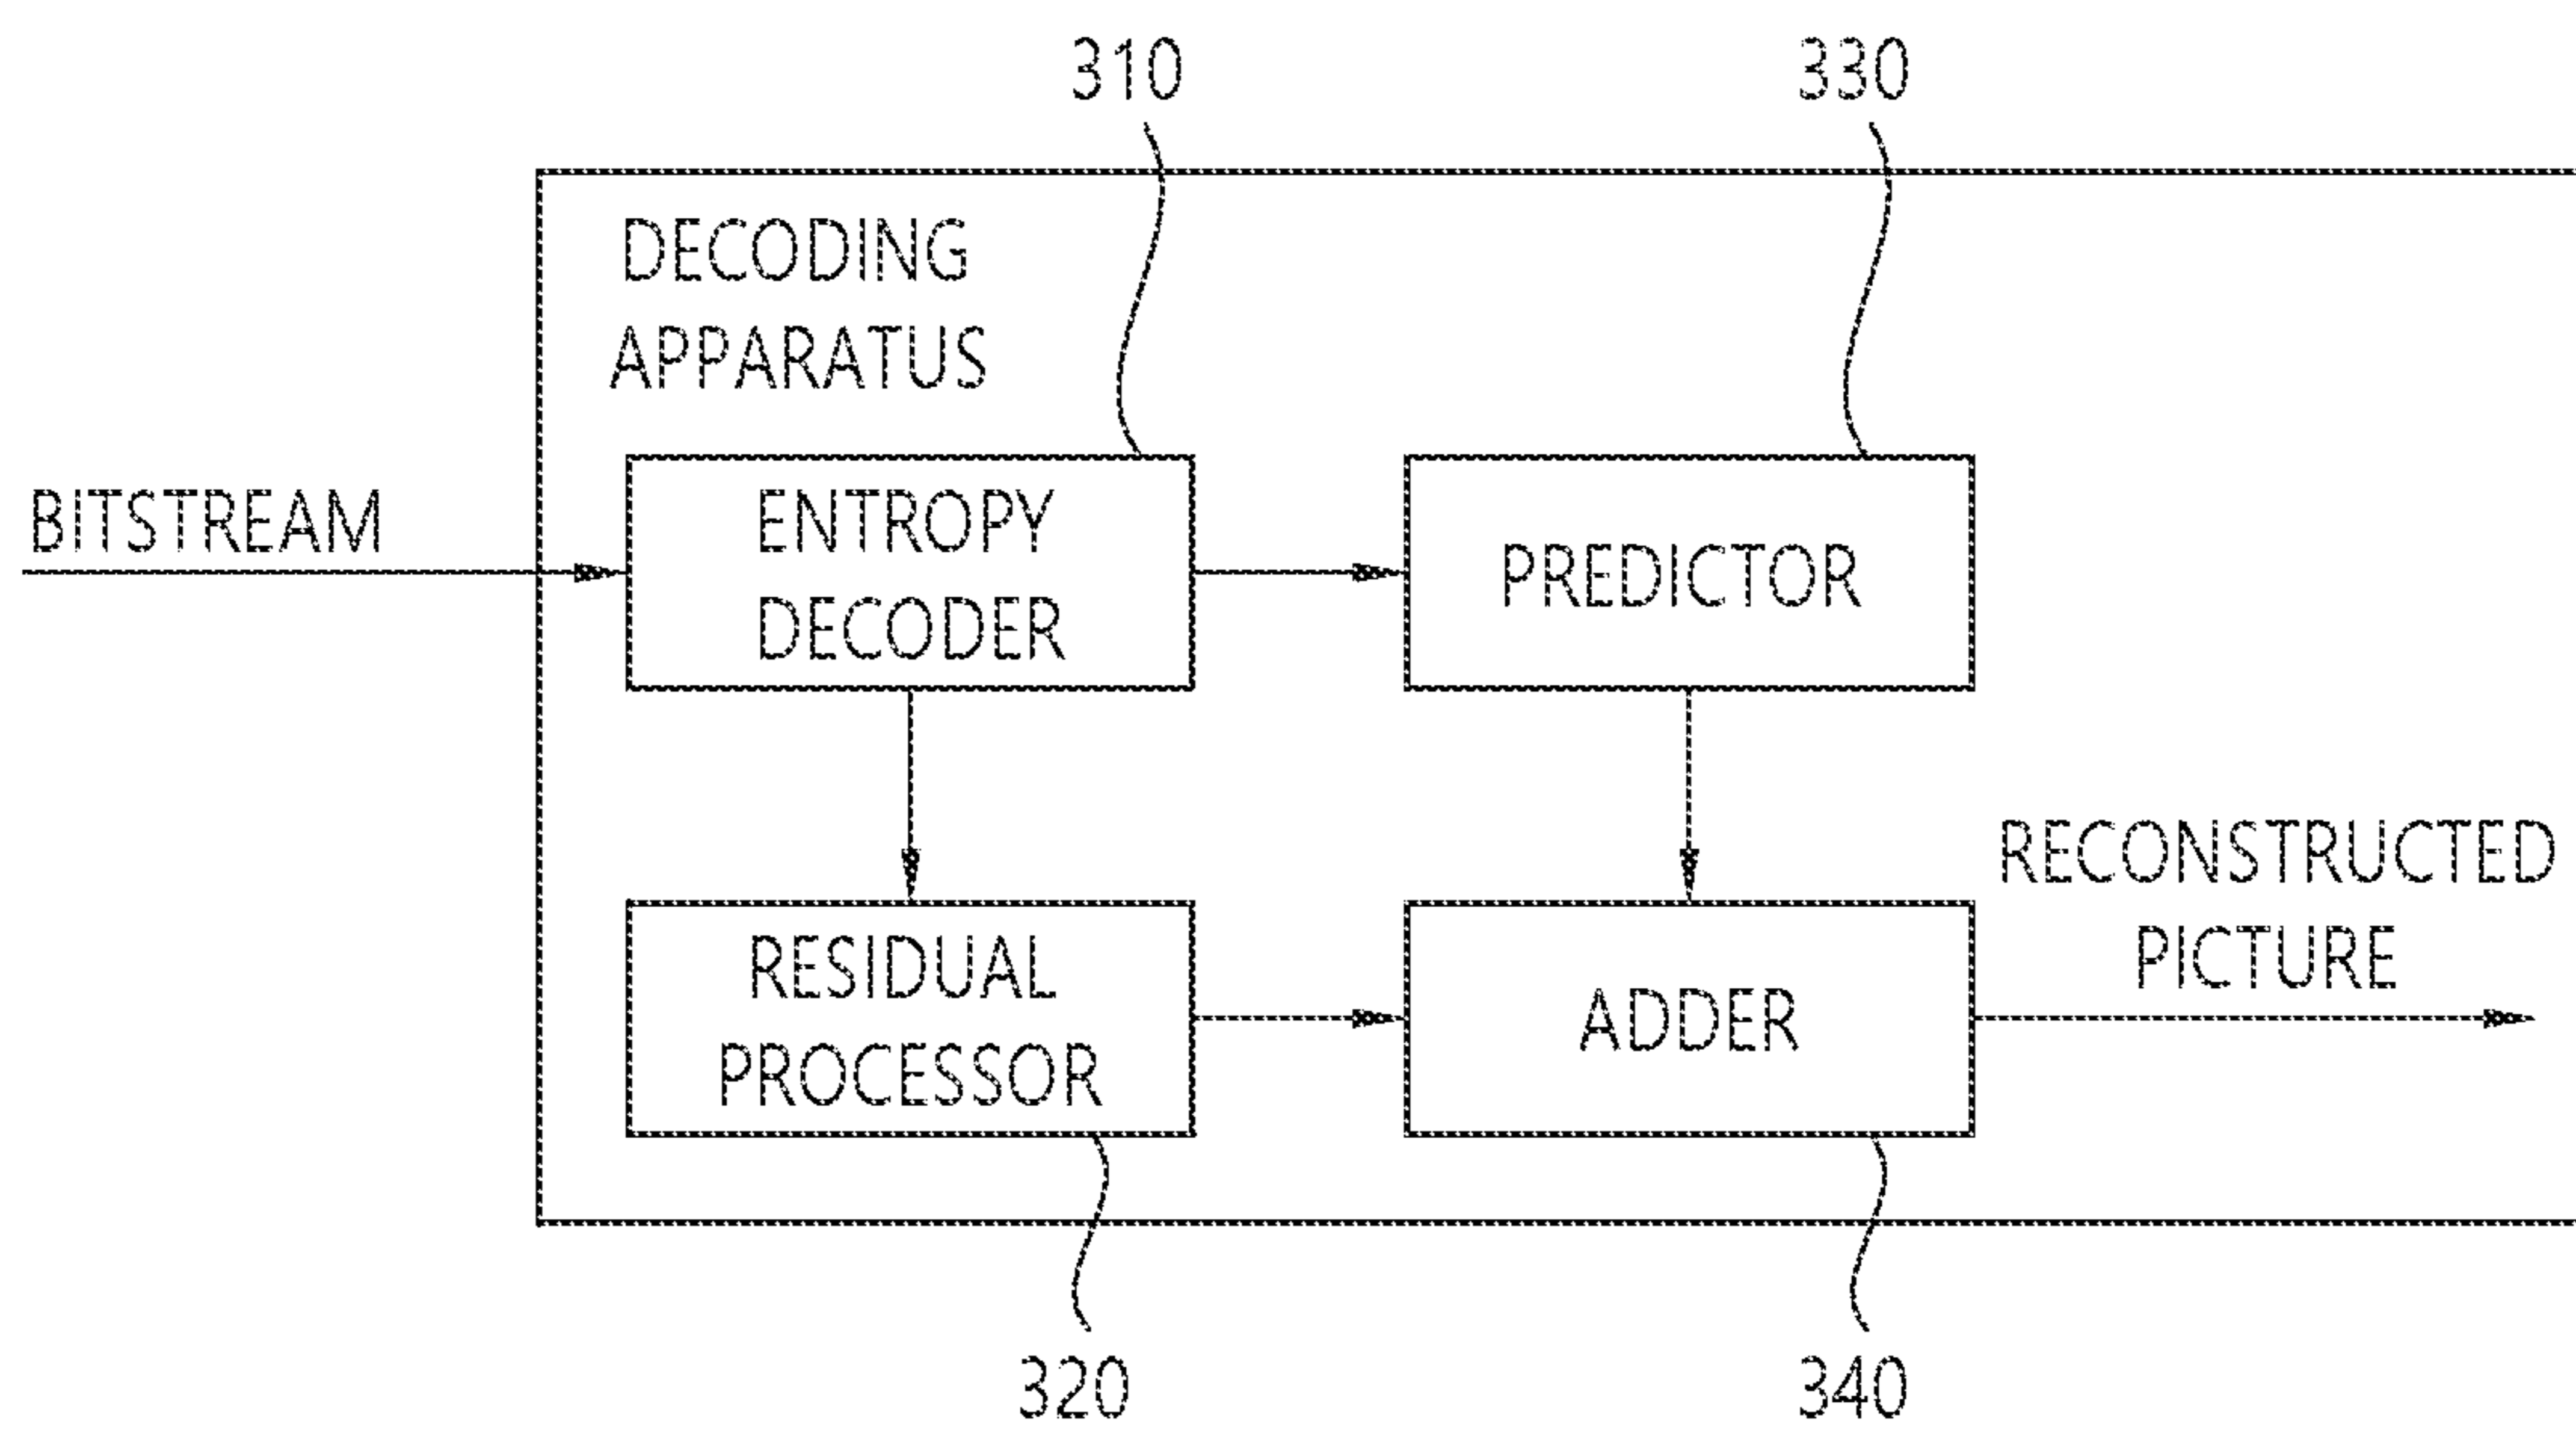 310
330
DECODING
APPARATUS
BITSTREAM
ENTROPY
DECODER
PREDICTOR
RECONSTRUCTED
PICTURE
RESIDUAL
PROCESSOR
ADDER
320
340